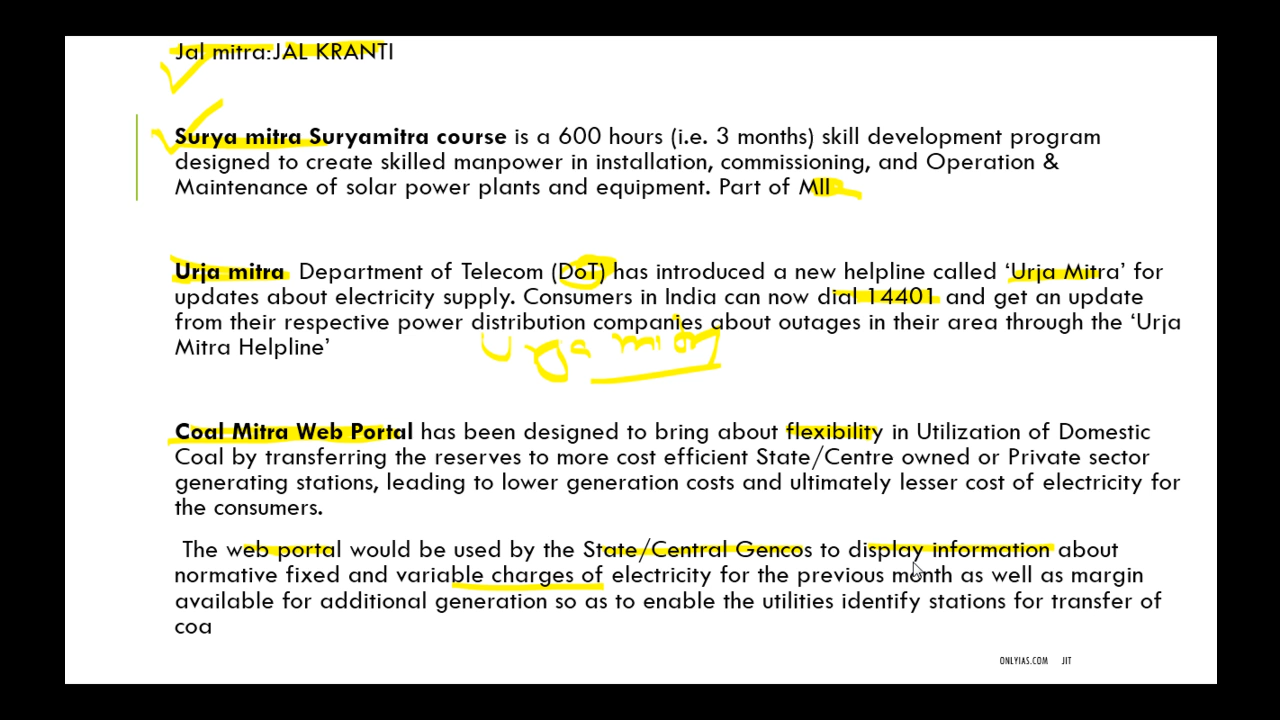 Jal mitra:JAL KRANTI
Surya mitra Suryamitra course is a 600 hours (i.e. 3 months) skill development program
designed to create skilled manpower in installation, commissioning, and Operation &
Maintenance of solar power plants and equipment. Part of MII
Urja mitra Department of Telecom (DoT) has introduced a new helpline called ‘Urja Mitra’ for
updates about electricity supply. Consumers in India can now dial 14401 and get an update
from their respective power distribution companies about outages in their area through the ‘Urja
Mitra Helpline’
Urja mitra
Coal Mitra Web Portal has been designed to bring about flexibility in Utilization of Domestic
Coal by transferring the reserves to more cost efficient State/Centre owned or Private sector
generating stations, leading to lower generation costs and ultimately lesser cost of electricity for
the consumers.
The web portal would be used by the State/Central Gencos to display information about
normative fixed and variable charges of electricity for the previous month as well as margin
available for additional generation so as to enable the utilities identify stations for transfer of
coa
ONLYIAS.COM JIT